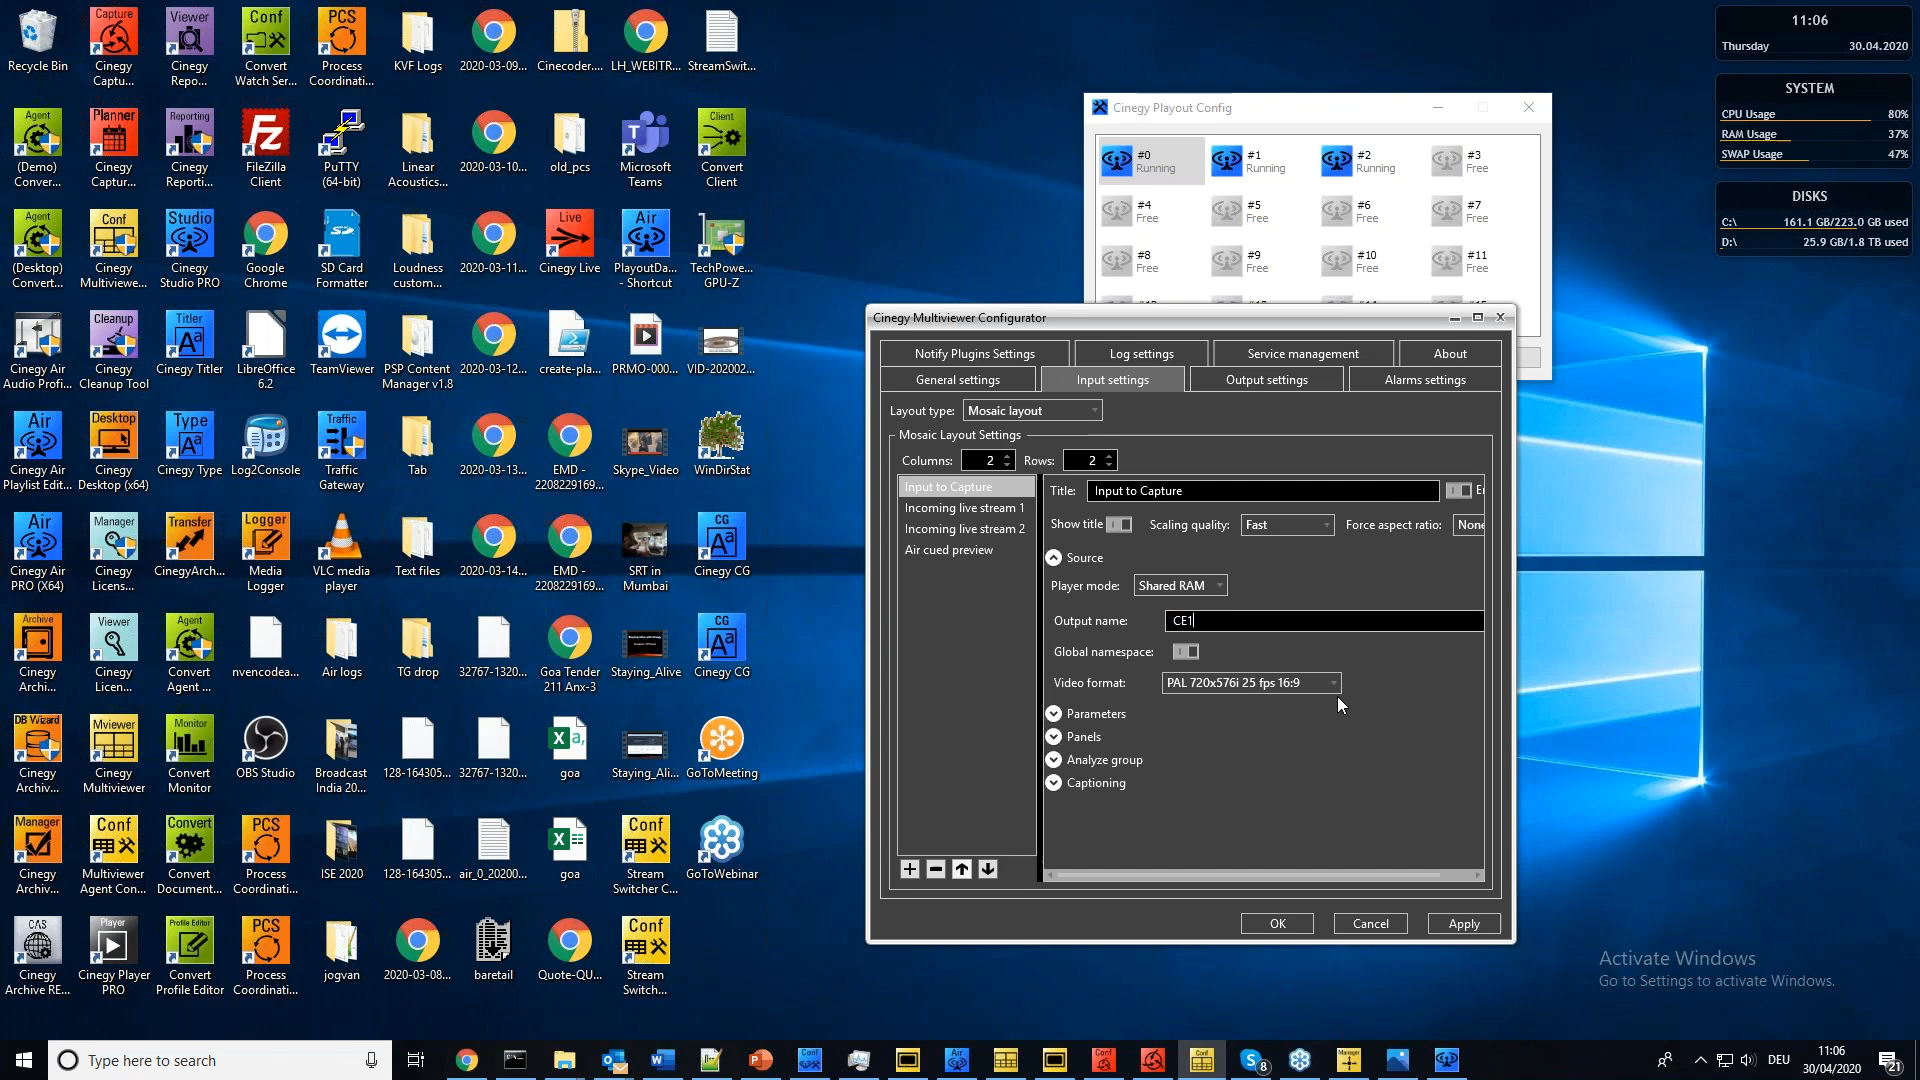 Recycle Bin
Capture
Cinegy
Captu...
Viewer
Cinegy
Repo...
Conf
Convert
Watch Ser...
PCS
Process
Coordinati...
KVF Logs
2020-03-09...
Cinecoder....
LH_WEBITR...
StreamSwit...
Agent
(Demo)
Conver...
Planner
Cinegy
Captur...
Reporting
Cinegy
Reporti...
FileZilla
Client
PuTTY
(64-bit)
Linear
Acoustics...
2020-03-10...
old_pcs
Microsoft
Teams
Client
Convert
Client
Agent
(Desktop)
Convert...
Conf
Cinegy
Multiviewe...
Studio
Cinegy
Studio PRO
Google
Chrome
SD Card
Formatter
Loudness
custom...
2020-03-11...
Live
Cinegy Live
Air
PlayoutDa...
- Shortcut
TechPowe...
GPU-Z
Cinegy Air
Audio Profi...
Cleanup
Cinegy
Cleanup Tool
Titler
Cinegy Titler
LibreOffice
6.2
TeamViewer
PSP Content
Manager v1.8
2020-03-12...
create-pla...
PRMO-000...
VID-202002...
Air
Cinegy Air
Playlist Edit...
Desktop
Cinegy
Desktop (x64)
Type
Cinegy Type
Log2Console
Traffic
Traffic
Gateway
Tab
2020-03-13...
EMD -
2208229169...
Skype_Video
WinDirStat
Air
Cinegy Air
PRO (X64)
Manager
Cinegy
Licens...
Transfer
CinegyArch...
Logger
Media
Logger
VLC media
player
Text files
2020-03-14...
EMD -
2208229169...
SRT in
Mumbai
CG
Cinegy CG
Archive
Cinegy
Archi...
Viewer
Cinegy
Licen...
Agent
Convert
Agent ...
nvencodea...
Air logs
TG drop
32767-1320...
Goa Tender
211 Anx-3
Staying_Alive
CG
Cinegy CG
DB Wizard
Cinegy
Archiv...
Mviewer
Cinegy
Multiviewer
Monitor
Convert
Monitor
OBS Studio
Broadcast
India 20...
128-164305...
32767-1320...
goa
Staying_Ali...
GoToMeeting
Manager
Cinegy
Archiv...
Conf
Multiviewer
Agent Con...
Convert
Convert
Document...
PCS
Process
Coordinati...
ISE 2020
128-164305...
air_0_20200...
goa
Conf
Stream
Switcher C...
GoToWebinar
CAS
Cinegy
Archive RE...
Player
Cinegy Player
PRO
Profile Editor
Convert
Profile Editor
PCS
Process
Coordinati...
jogvan
2020-03-08...
baretail
Quote-QU...
Conf
Stream
Switch...
11:06
Thursday 30.04.2020
SYSTEM
CPU Usage 80%
RAM Usage 37%
SWAP Usage 47%
DISKS
C:\ 161.1 GB/223.0 GB used
D:\ 25.9 GB/1.8 TB used
Cinegy Playout Config
#0
Running
#1
Running
#2
Running
#3
Free
#4
Free
#5
Free
#6
Free
#7
Free
#8
Free
#9
Free
#10
Free
#11
Free
Cinegy Multiviewer Configurator
Notify Plugins Settings Log settings Service management About
General settings Input settings Output settings Alarms settings
Layout type: Mosaic layout
Mosaic Layout Settings
Columns: 2 Rows: 2
Input to Capture
Incoming live stream 1
Incoming live stream 2
Air cued preview
Title: Input to Capture
Show title Scaling quality: Fast Force aspect ratio: None
Source
Player mode: Shared RAM
Output name: CE1
Global namespace:
Video format: PAL 720x576i 25 fps 16:9
Parameters
Panels
Analyze group
Captioning
OK Cancel Apply
Activate Windows
Go to Settings to activate Windows.
Type here to search
8
DEU
11:06
30/04/2020
21